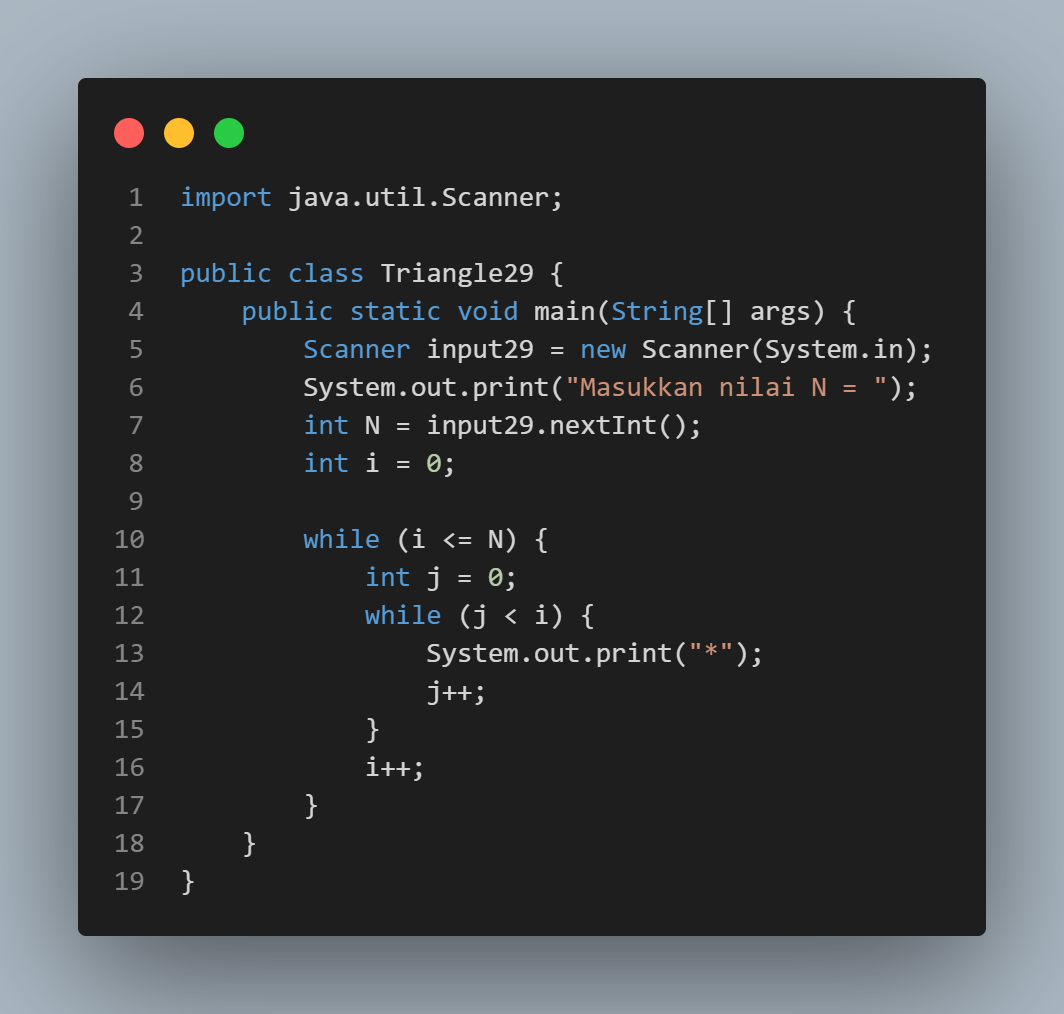 1 import java.util.Scanner;
2
3 public class Triangle29 {
4     public static void main(String[] args) {
5         Scanner input29 = new Scanner(System.in);
6         System.out.print("Masukkan nilai N = ");
7         int N = input29.nextInt();
8         int i = 0;
9
10         while (i <= N) {
11             int j = 0;
12             while (j < i) {
13                 System.out.print("*");
14                 j++;
15             }
16             i++;
17         }
18     }
19 }